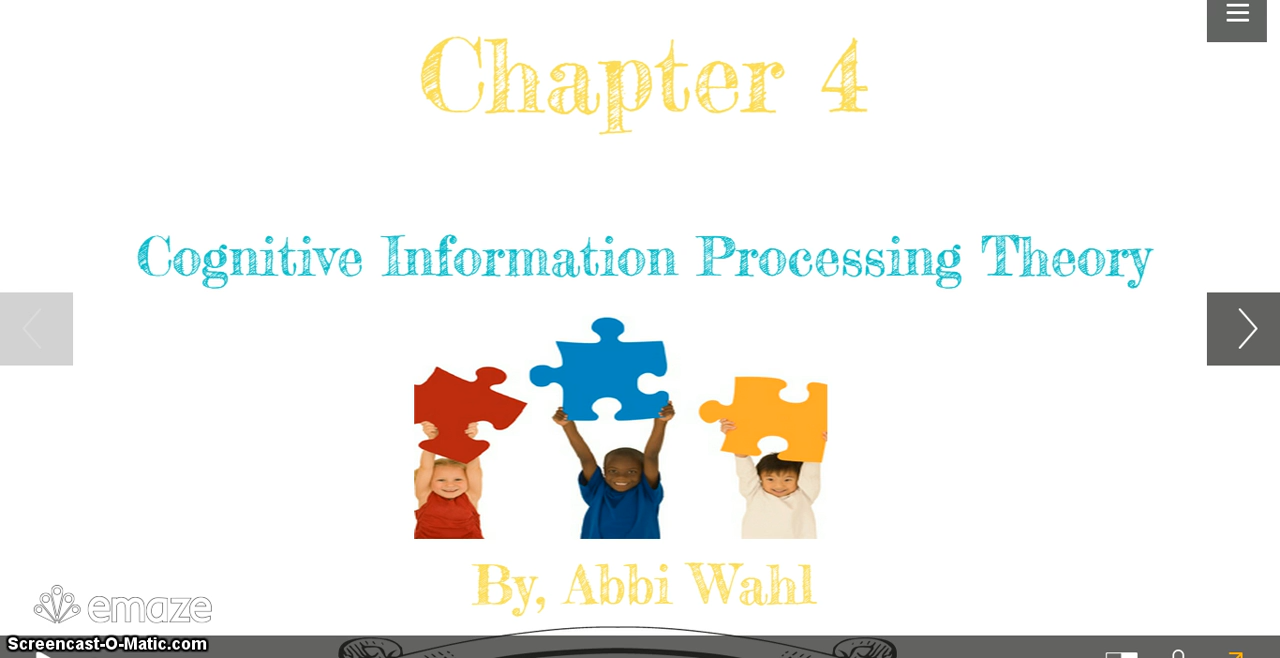 Chapter 4
Cognitive Information Processing Theory
By, Abbi Wahl
emaze
Screencast-O-Matic.com